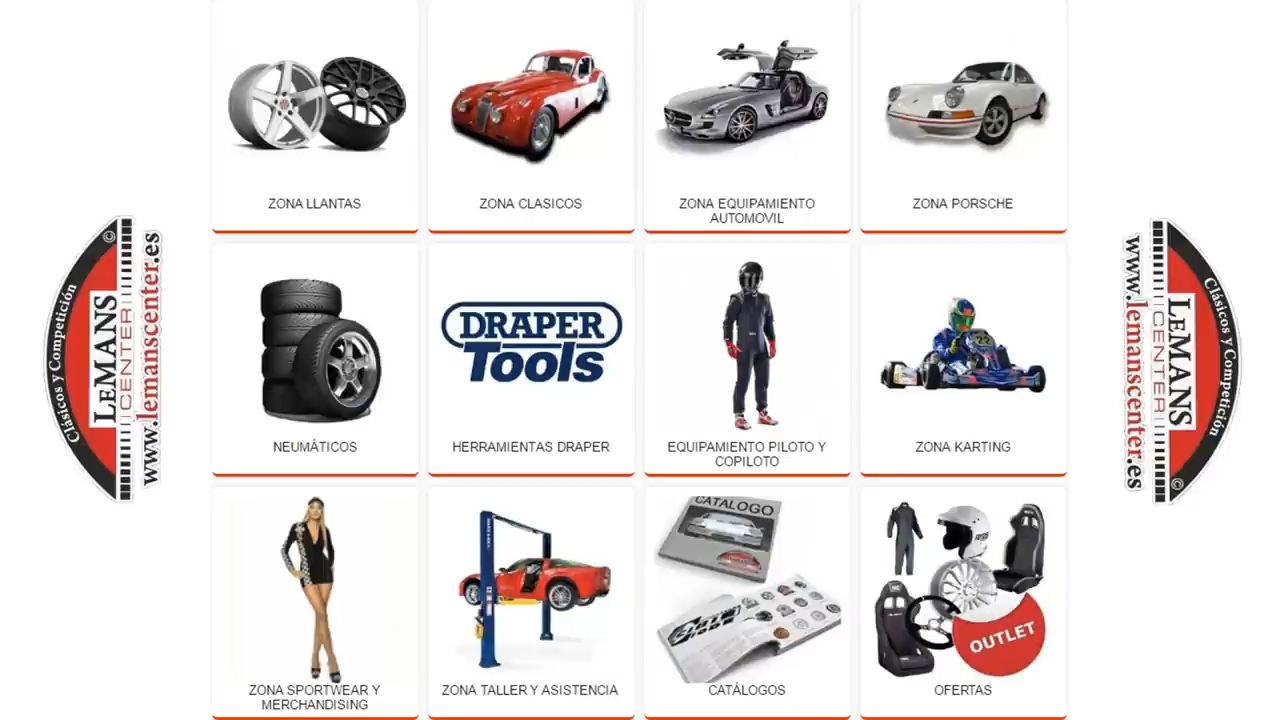 ZONA LLANTAS
ZONA CLASICOS
ZONA EQUIPAMIENTO
AUTOMOVIL
ZONA PORSCHE
Clásicos y Competición
LEMANS
CENTER
©
www.lemanscenter.es
NEUMÁTICOS
DRAPER
Tools
HERRAMIENTAS DRAPER
EQUIPAMIENTO PILOTO Y
COPILOTO
ZONA KARTING
Clásicos y Competición
LEMANS
CENTER
©
www.lemanscenter.es
ZONA SPORTWEAR Y
MERCHANDISING
ZONA TALLER Y ASISTENCIA
CATALOGO
CATÁLOGOS
OUTLET
OFERTAS